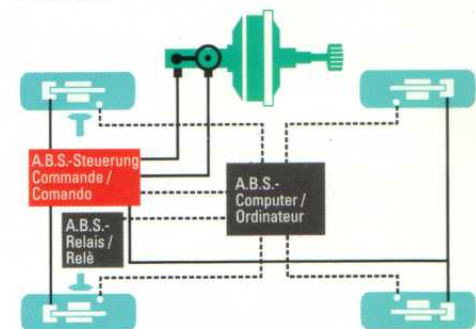 A.B.S.-Steuerung
Commande /
Comando
A.B.S.-
Computer /
Ordinateur
A.B.S.-
Relais /
Relè